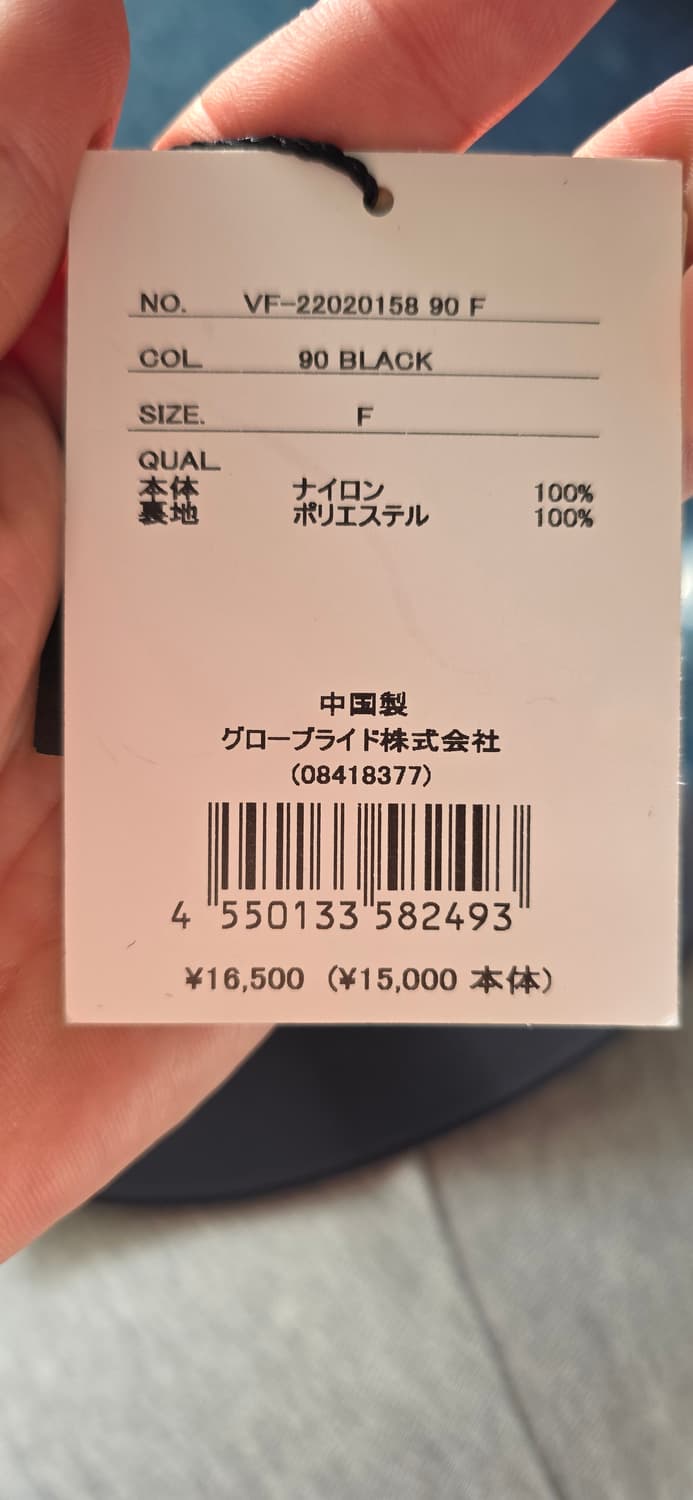 NO. VF-22020158 90 F
COL 90 BLACK
SIZE. F
QUAL
本体 ナイロン 100%
裏地 ポリエステル 100%
中国製
グローブライド株式会社
(08418377)
4 550133 582493
¥16,500 (¥15,000 本体)